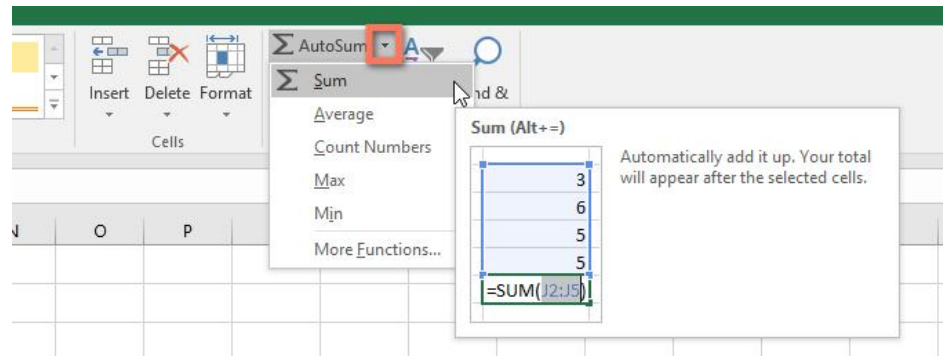 AutoSum
Insert Delete Format
Sum
nd &
Average
Cells
Count Numbers
Max
Min
More Functions...
Sum (Alt+=)
Automatically add it up. Your total
will appear after the selected cells.
3
6
5
5
=SUM(J2:J5)
N O P